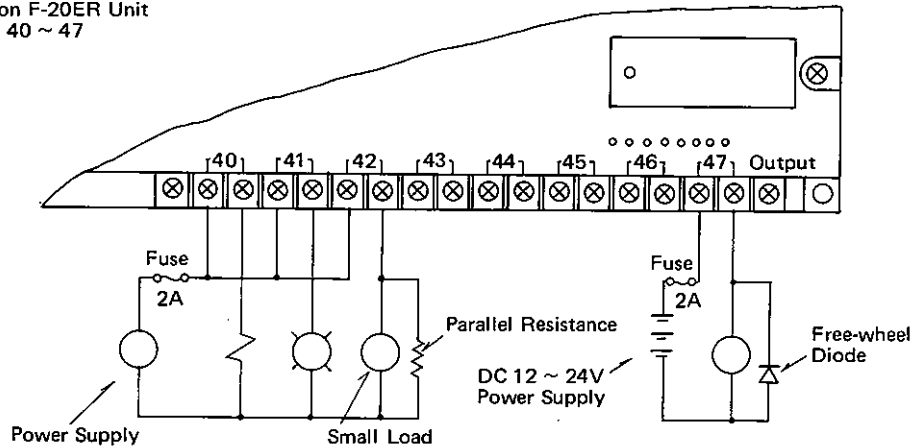 on F-20ER Unit
40 ~ 47
40 41 42 43 44 45 46 47 Output
Fuse
2A
Fuse
2A
Parallel Resistance
Free-wheel
Diode
DC 12 ~ 24V
Power Supply
Power Supply
Small Load